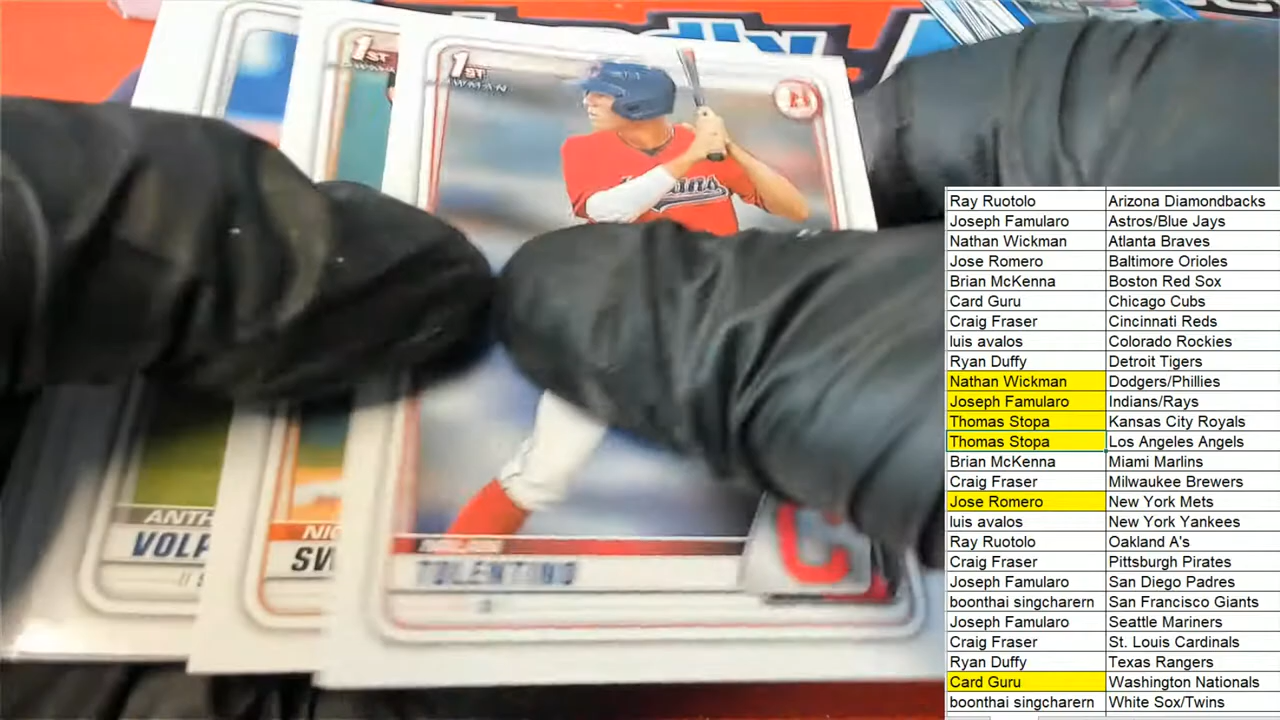 1ST
1ST
WMAN
Indians
ANTH
VOLP
NIC
SW
NOLAN
TOLENTINO
C
Ray Ruotolo Arizona Diamondbacks
Joseph Famularo Astros/Blue Jays
Nathan Wickman Atlanta Braves
Jose Romero Baltimore Orioles
Brian McKenna Boston Red Sox
Card Guru Chicago Cubs
Craig Fraser Cincinnati Reds
luis avalos Colorado Rockies
Ryan Duffy Detroit Tigers
Nathan Wickman Dodgers/Phillies
Joseph Famularo Indians/Rays
Thomas Stopa Kansas City Royals
Thomas Stopa Los Angeles Angels
Brian McKenna Miami Marlins
Craig Fraser Milwaukee Brewers
Jose Romero New York Mets
luis avalos New York Yankees
Ray Ruotolo Oakland A's
Craig Fraser Pittsburgh Pirates
Joseph Famularo San Diego Padres
boonthai singcharern San Francisco Giants
Joseph Famularo Seattle Mariners
Craig Fraser St. Louis Cardinals
Ryan Duffy Texas Rangers
Card Guru Washington Nationals
boonthai singcharern White Sox/Twins